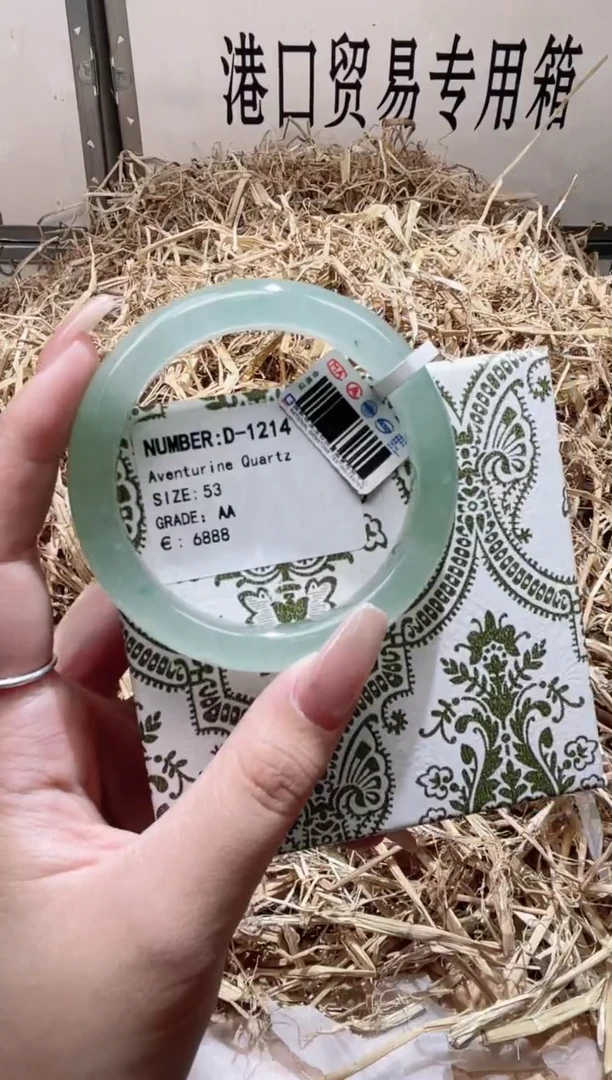 港口贸易专用箱
NUMBER:D-1214
Aventurine Quartz
SIZE: 53
GRADE: AA
€: 6888